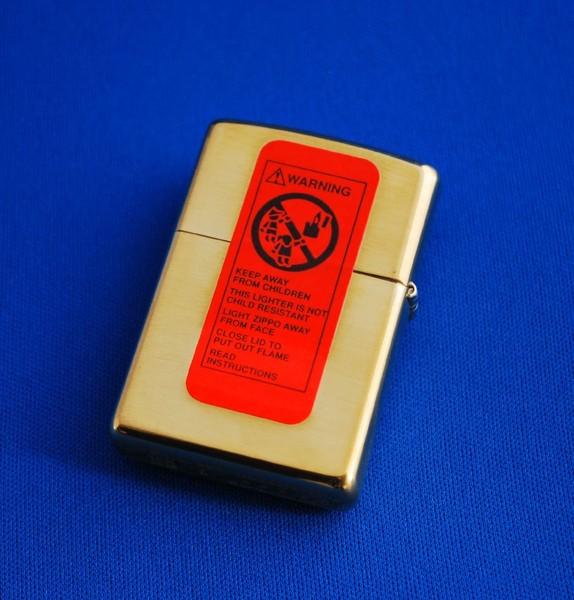 WARNING
KEEP AWAY
FROM CHILDREN
THIS LIGHTER IS NOT
CHILD RESISTANT
LIGHT ZIPPO AWAY
FROM FACE
CLOSE LID TO
PUT OUT FLAME
READ
INSTRUCTIONS